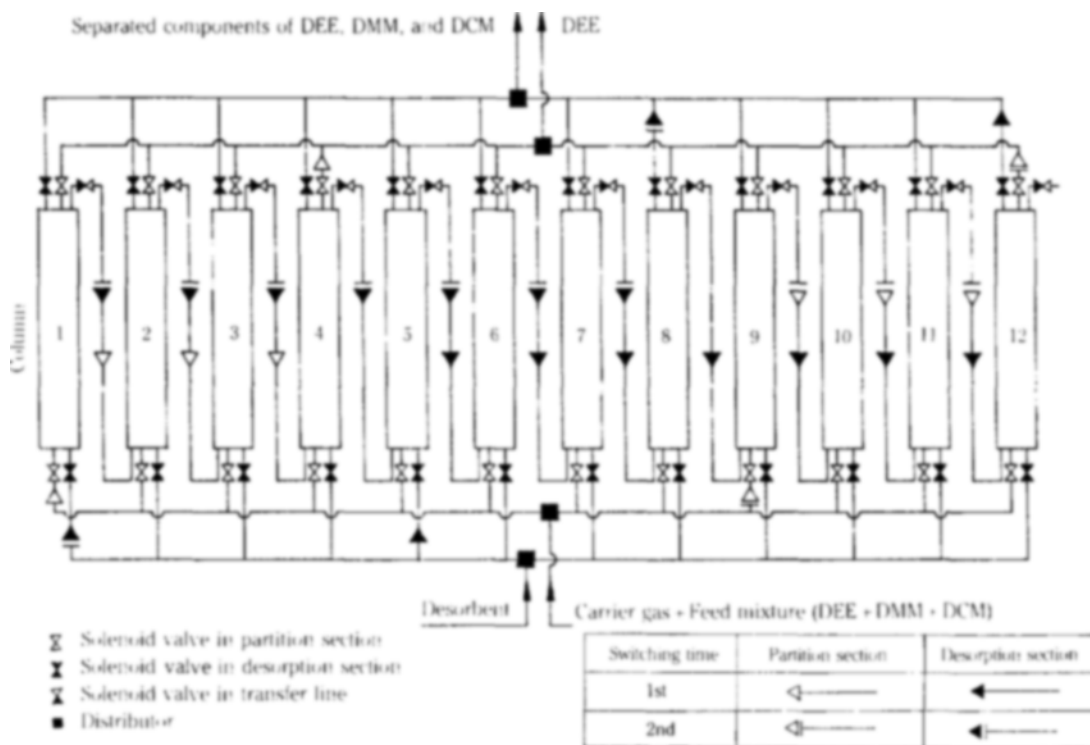 Separated components of DEE, DMM, and DCM DEE
Column
1 2 3 4 5 6 7 8 9 10 11 12
Desorbent Carrier gas + Feed mixture (DEE + DMM + DCM)
Solenoid valve in partition section
Solenoid valve in desorption section
Solenoid valve in transfer line
Distributor
Switching time Partition section Desorption section
1st
2nd